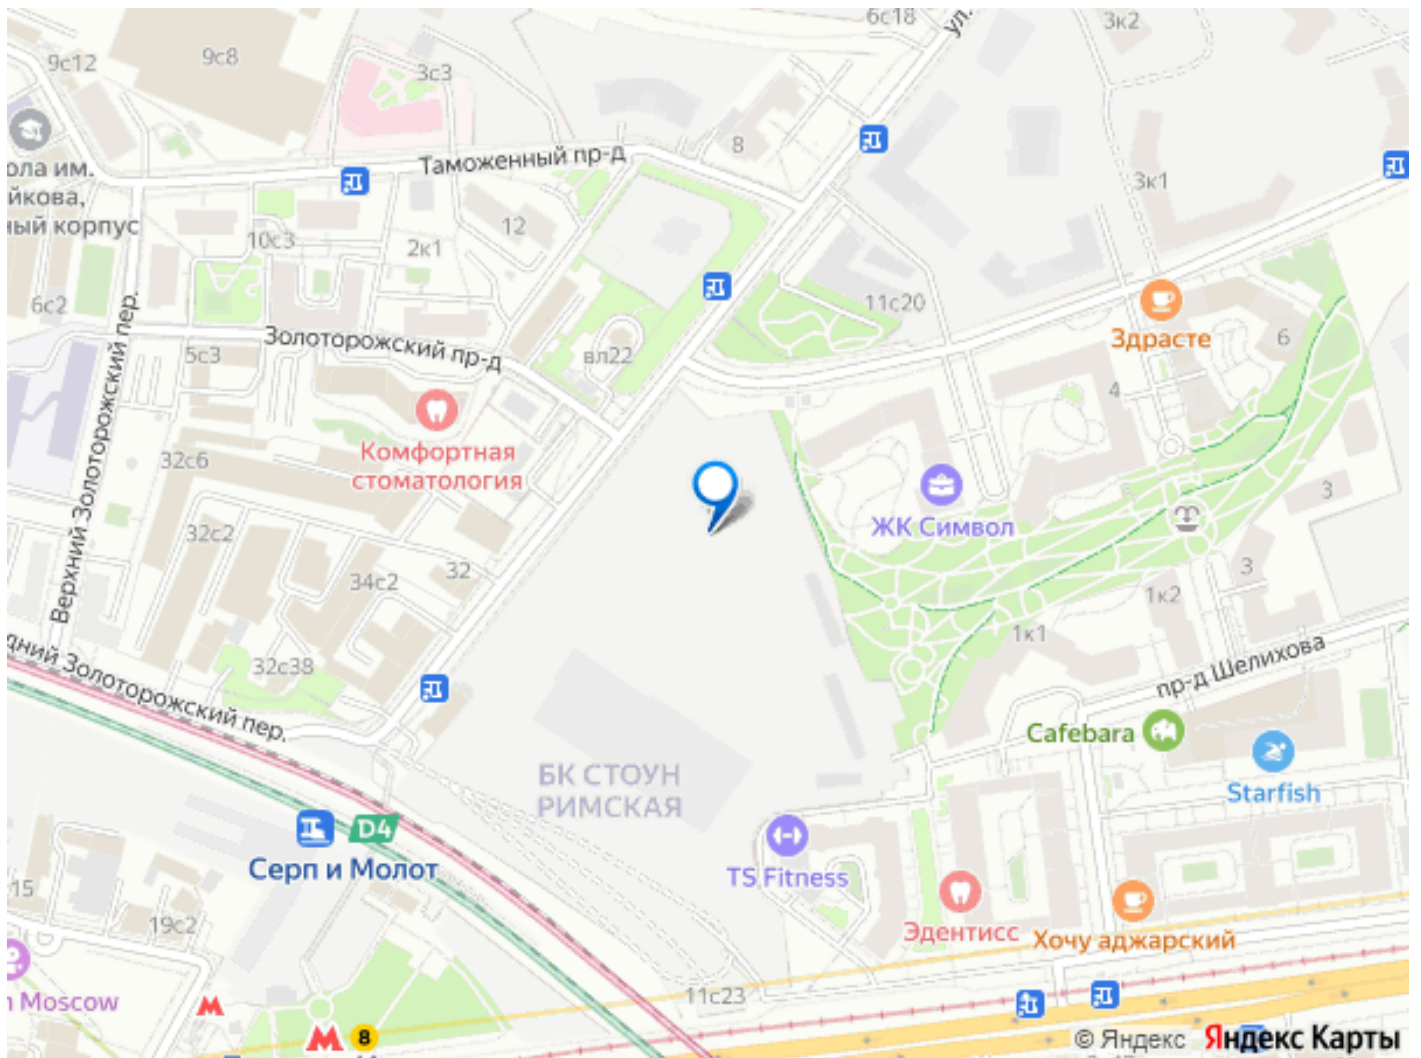 6с18
ул.
3к2
9с12
9с8
3с3
ола им.
йкова,
ный корпус
Таможенный пр-д
8
3к1
12
10с3
2к1
6с2
11с20
Здрасте
6
Золоторожский пр-д
5с3
вл22
4
Верхний Золоторожский пер.
Комфортная
стоматология
32с6
3
ЖК Символ
32с2
34с2
32
3
1к2
1к1
32с38
дний Золоторожский пер.
пр-д Шелихова
Cafebara
Starfish
БК СТОУН
РИМСКАЯ
D4
Серп и Молот
TS Fitness
15
19с2
Эдентисс
Хочу аджарский
n Moscow
11с23
8
© Яндекс Яндекс Карты